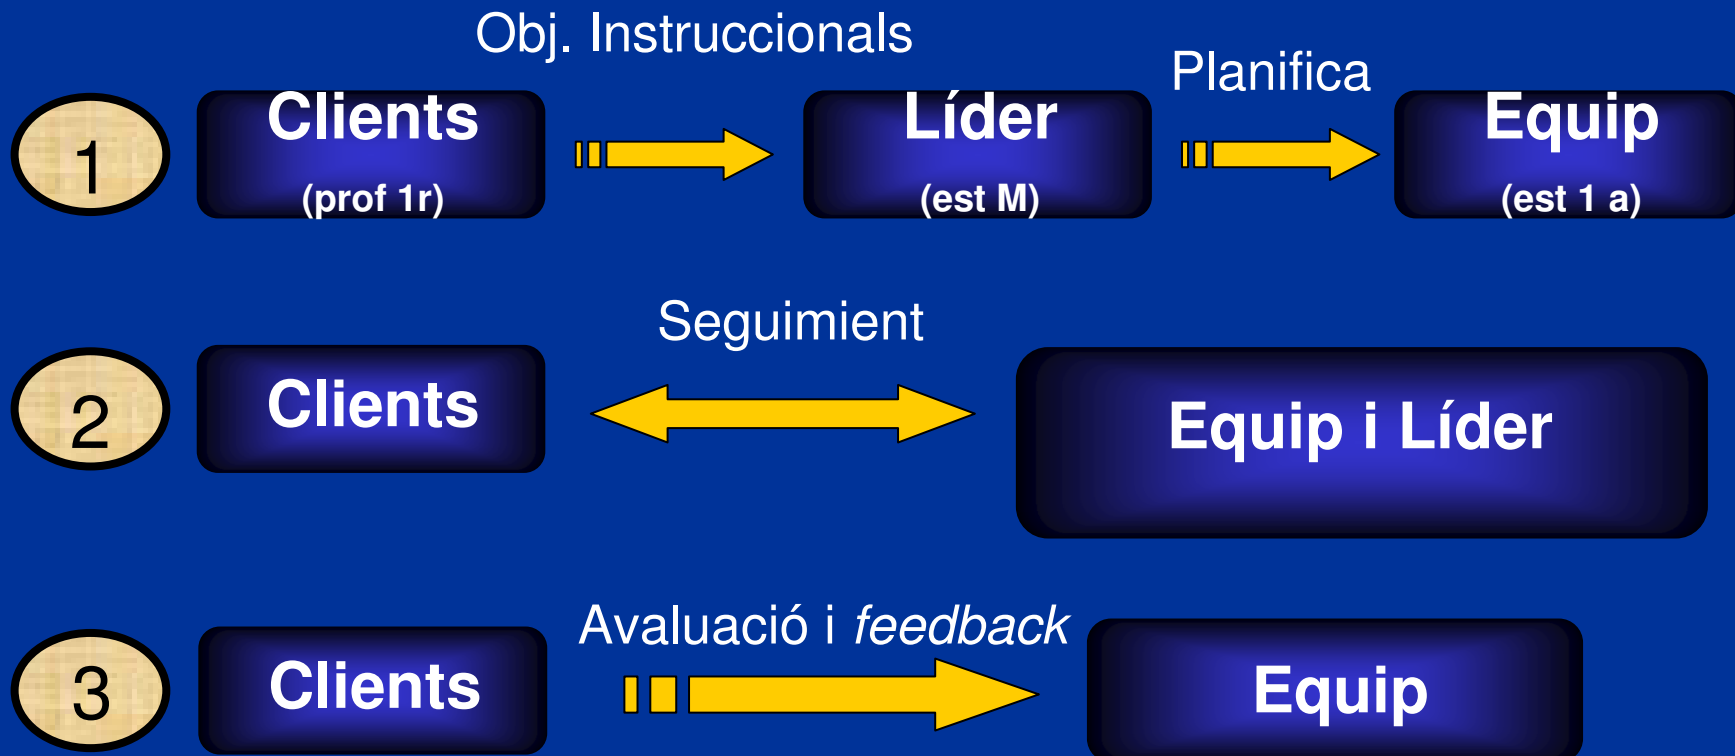 Obj. Instruccionals
Planifica
1
Clients
(prof 1r)
Líder
(est M)
Equip
(est 1 a)
Seguimient
2
Clients
Equip i Líder
Avaluació i feedback
3
Clients
Equip